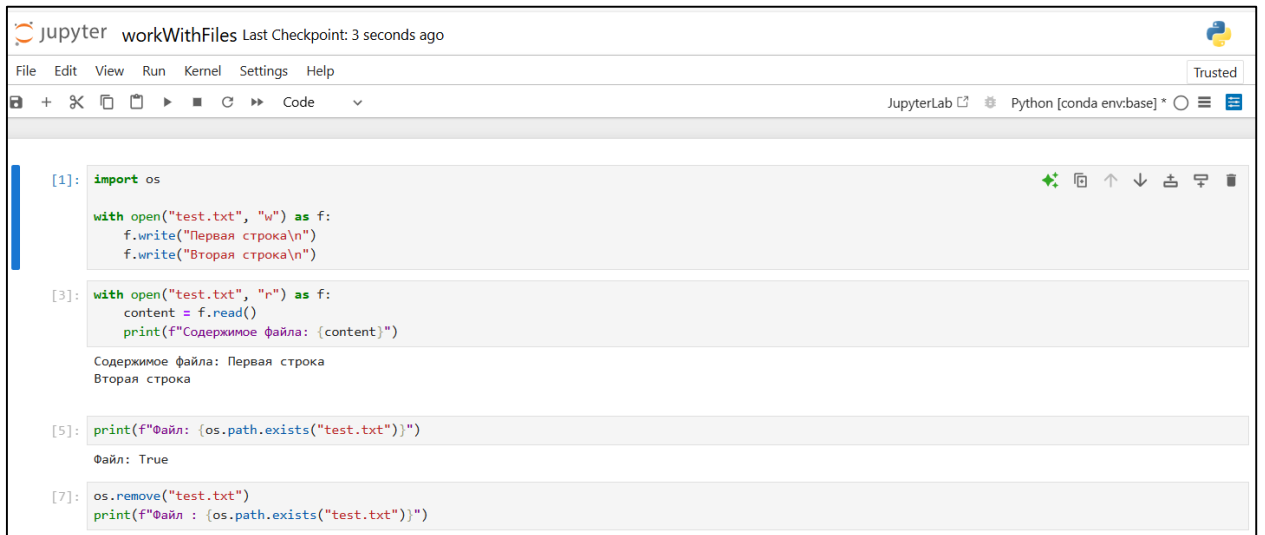 jupyter workWithFiles Last Checkpoint: 3 seconds ago
File Edit View Run Kernel Settings Help Trusted
Code JupyterLab Python [conda env:base] *
[1]: import os
with open("test.txt", "w") as f:
    f.write("Первая строка\n")
    f.write("Вторая строка\n")
[3]: with open("test.txt", "r") as f:
    content = f.read()
    print(f"Содержимое файла: {content}")
Содержимое файла: Первая строка
Вторая строка
[5]: print(f"Файл: {os.path.exists("test.txt")}")
Файл: True
[7]: os.remove("test.txt")
print(f"Файл : {os.path.exists("test.txt")}")